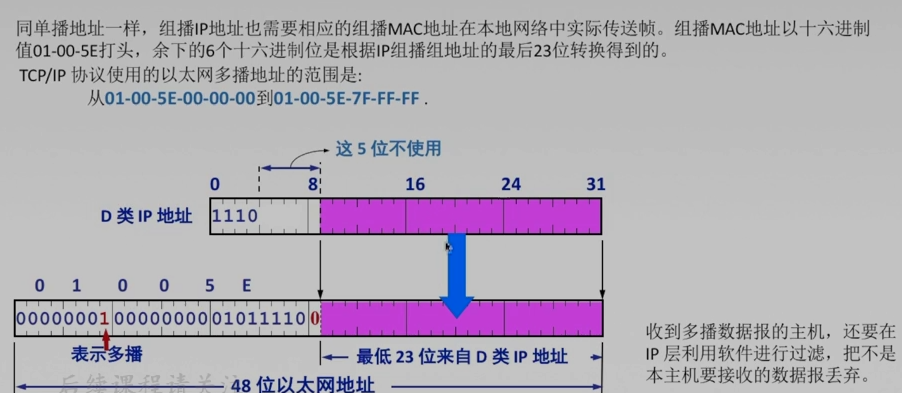 同单播地址一样，组播IP地址也需要相应的组播MAC地址在本地网络中实际传送帧。组播MAC地址以十六进制
值01-00-5E打头，余下的6个十六进制位是根据IP组播组地址的最后23位转换得到的。
TCP/IP 协议使用的以太网多播地址的范围是:
从01-00-5E-00-00-00到01-00-5E-7F-FF-FF .
这 5 位不使用
0 8 16 24 31
D 类 IP 地址 1110
0 1 0 0 5 E
00000001 00000000 01011110 0
表示多播
最低 23 位来自 D 类 IP 地址
48 位以太网地址
后续课程请关注
收到多播数据报的主机，还要在
IP 层利用软件进行过滤，把不是
本主机要接收的数据报丢弃。